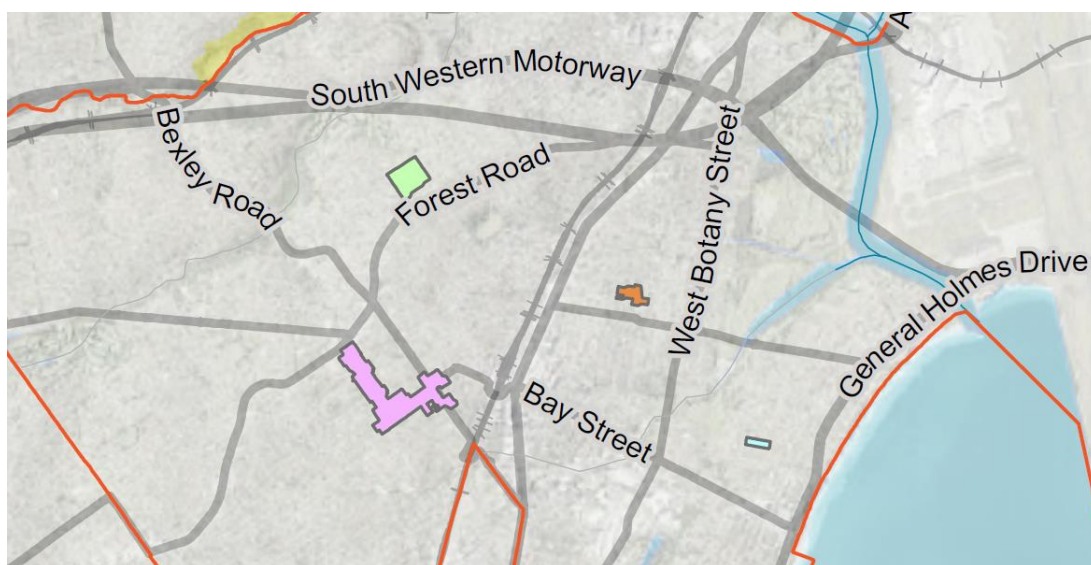 A
South Western Motorway
Bexley Road
Forest Road
West Botany Street
General Holmes Drive
Bay Street